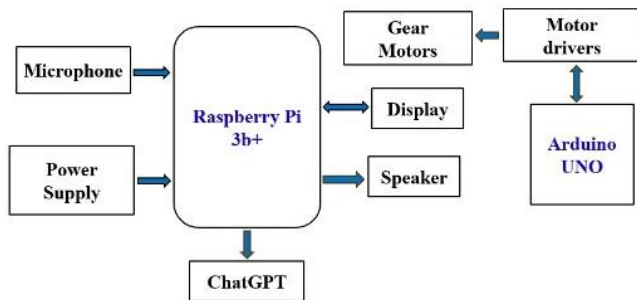 Microphone
Power
Supply
Raspberry Pi
3b+
ChatGPT
Display
Speaker
Gear
Motors
Motor
drivers
Arduino
UNO